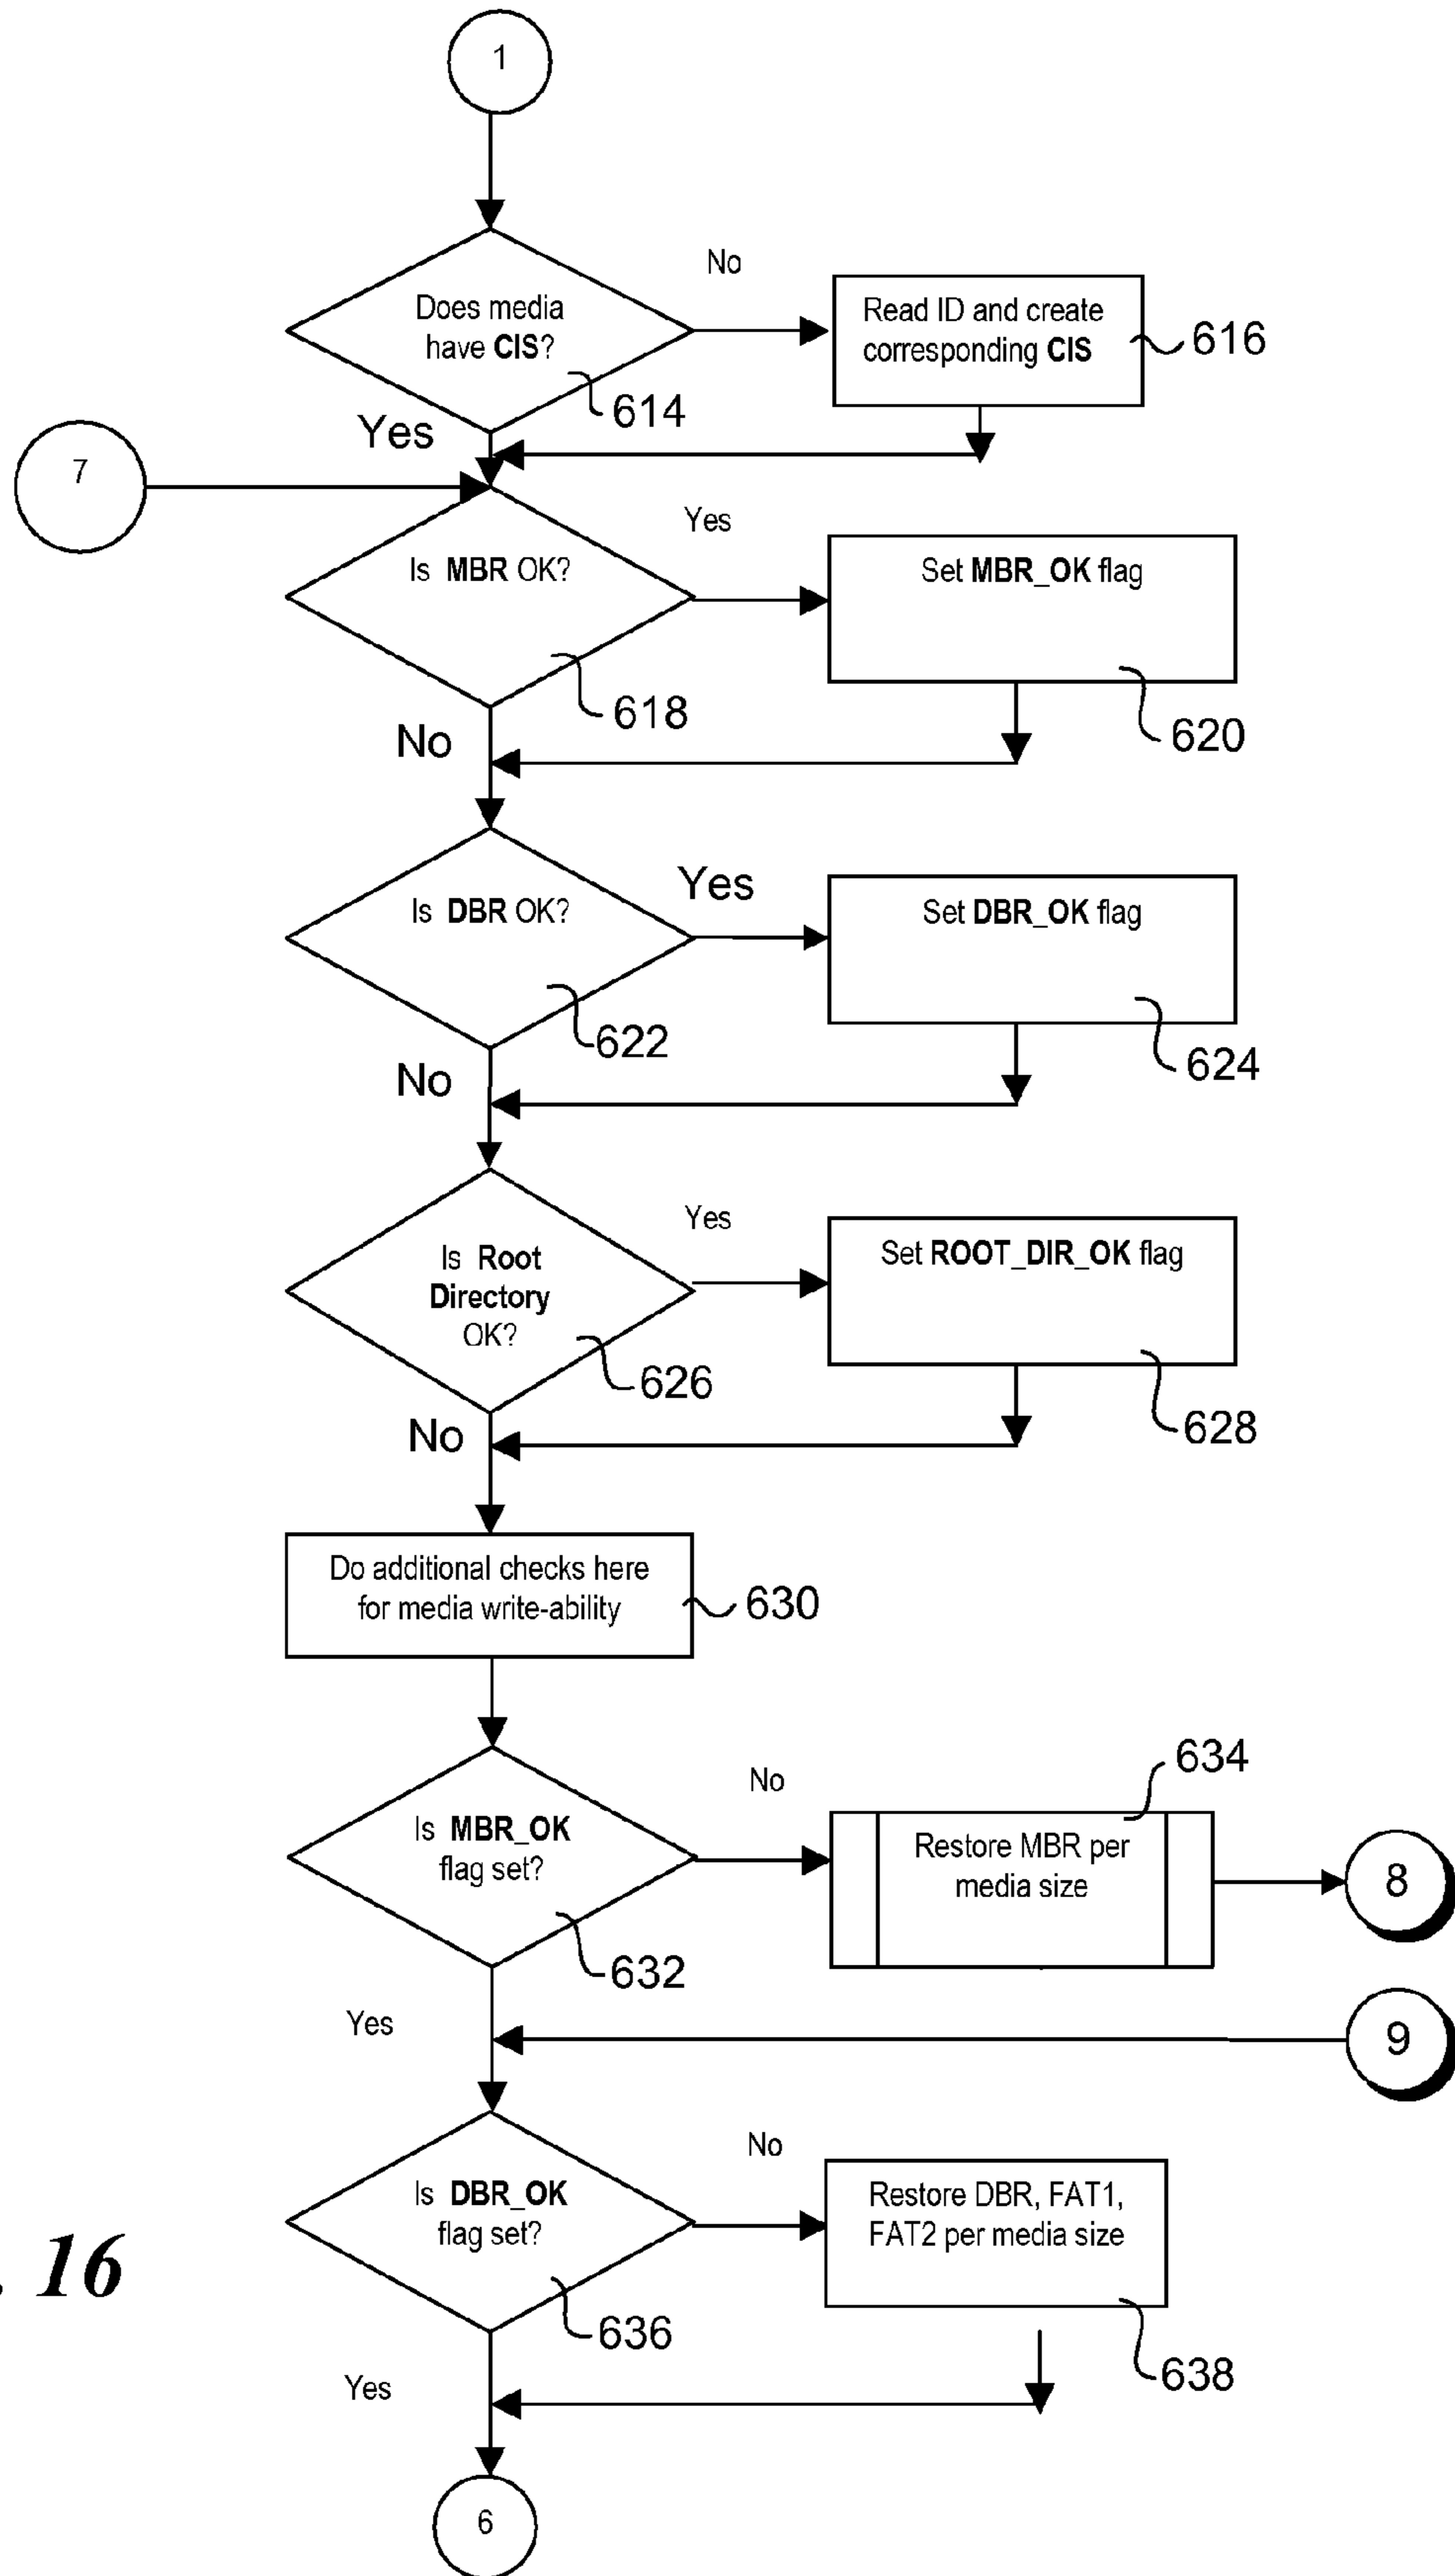 1
Does media
have CIS?
614
No
Read ID and create
corresponding CIS
616
Yes
7
Is MBR OK?
618
Yes
Set MBR_OK flag
620
No
Is DBR OK?
622
Yes
Set DBR_OK flag
624
No
Is Root
Directory
OK?
626
Yes
Set ROOT_DIR_OK flag
628
No
Do additional checks here
for media write-ability
630
Is MBR_OK
flag set?
632
No
634
Restore MBR per
media size
8
Yes
9
Is DBR_OK
flag set?
636
No
Restore DBR, FAT1,
FAT2 per media size
638
. 16
Yes
6